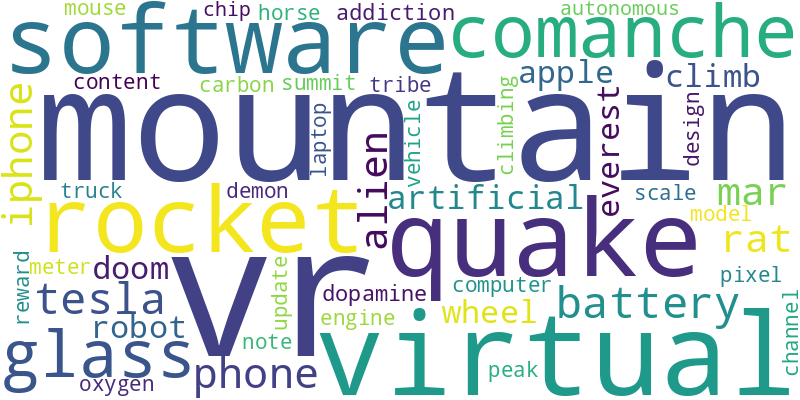 mouse
chip
horse
addiction
autonomous
software
comanche
content
carbon
summit
tribe
apple
climb
mountain
iphone
laptop
vehicle
climbing
everest
design
truck
demon
alien
artificial
scale
mar
rocket
quake
model
rat
reward
meter
doom
vr
update
dopamine
computer
pixel
channel
tesla
robot
note
engine
wheel
battery
glass
oxygen
phone
virtual
peak